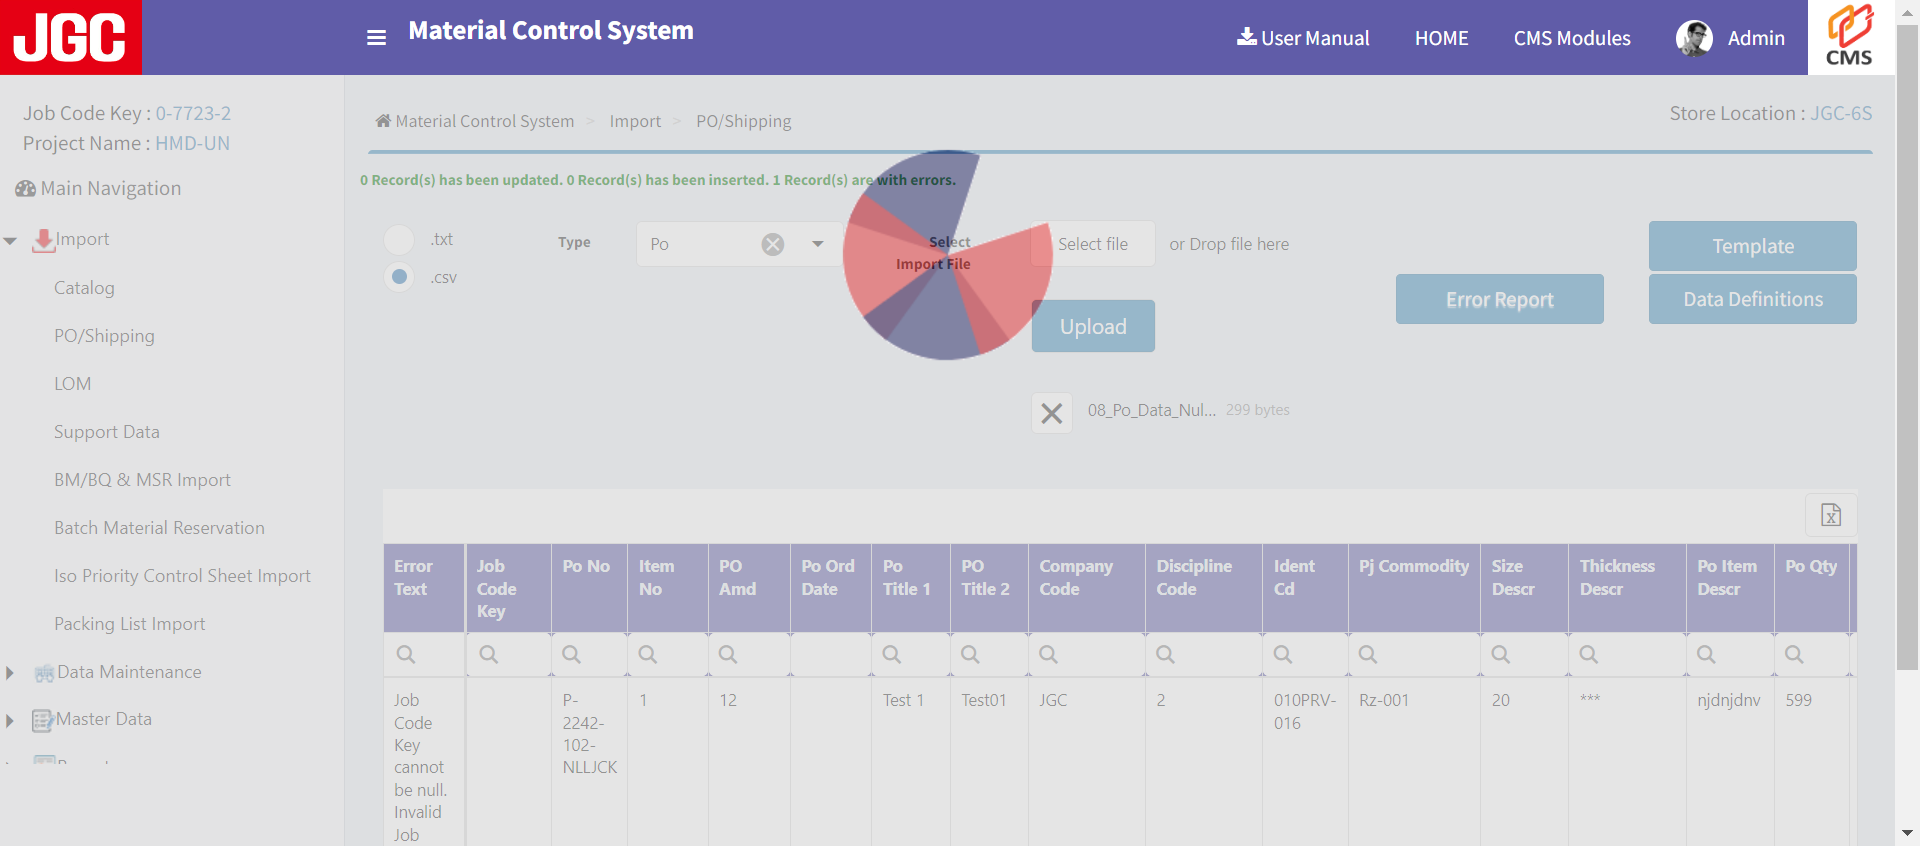 JGC
Material Control System
User Manual
HOME
CMS Modules
Admin
CMS
Job Code Key : 0-7723-2
Project Name : HMD-UN
Main Navigation
Import
Catalog
PO/Shipping
LOM
Support Data
BM/BQ & MSR Import
Batch Material Reservation
Iso Priority Control Sheet Import
Packing List Import
Data Maintenance
Master Data
Material Control System > Import > PO/Shipping
Store Location : JGC-6S
0 Record(s) has been updated. 0 Record(s) has been inserted. 1 Record(s) are with errors.
.txt
.csv
Type
Po
Select
Import File
Select file
or Drop file here
Upload
Error Report
Template
Data Definitions
08_Po_Data_Nul... 299 bytes
Error Text
Job Code Key
Po No
Item No
PO Amd
Po Ord Date
Po Title 1
PO Title 2
Company Code
Discipline Code
Ident Cd
Pj Commodity
Size Descr
Thickness Descr
Po Item Descr
Po Qty
Job
Code
Key
cannot
be null.
Invalid
Job
P-
2242-
102-
NLLJCK
1
12
Test 1
Test01
JGC
2
010PRV-
016
Rz-001
20
***
njdnjdnv
599